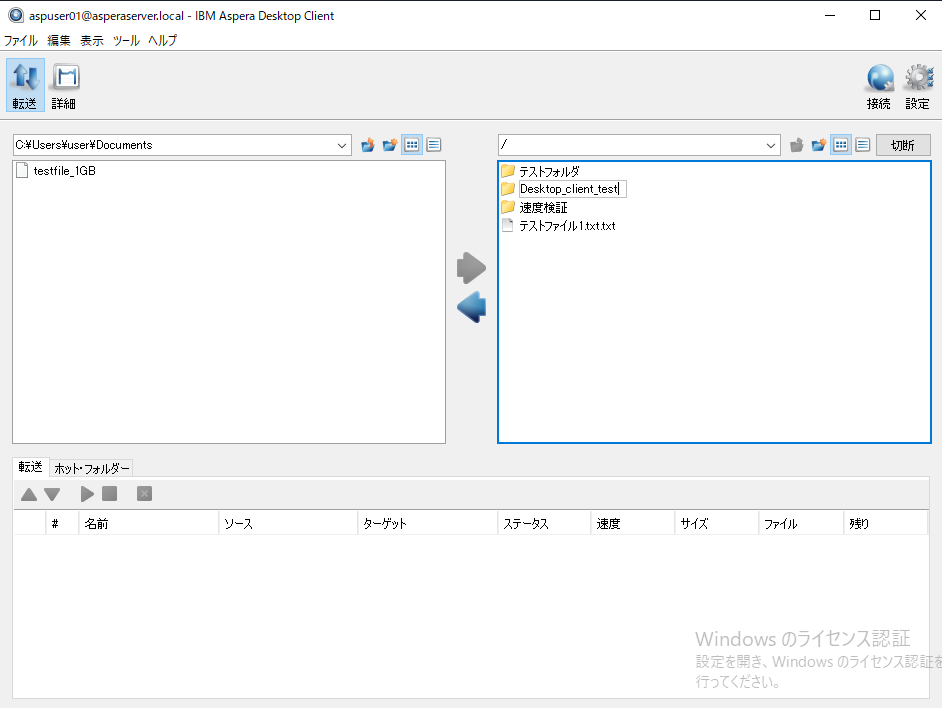 aspuser01@asperaserver.local - IBM Aspera Desktop Client
ファイル 編集 表示 ツール ヘルプ
転送 詳細 接続 設定
C:¥Users¥user¥Documents
/ 切断
testfile_1GB
テストフォルダ
Desktop_client_test
速度検証
テストファイル1.txt.txt
転送 ホット・フォルダー
# 名前 ソース ターゲット ステータス 速度 サイズ ファイル 残り
Windows のライセンス認証
設定を開き、Windows のライセンス認証を
行ってください。